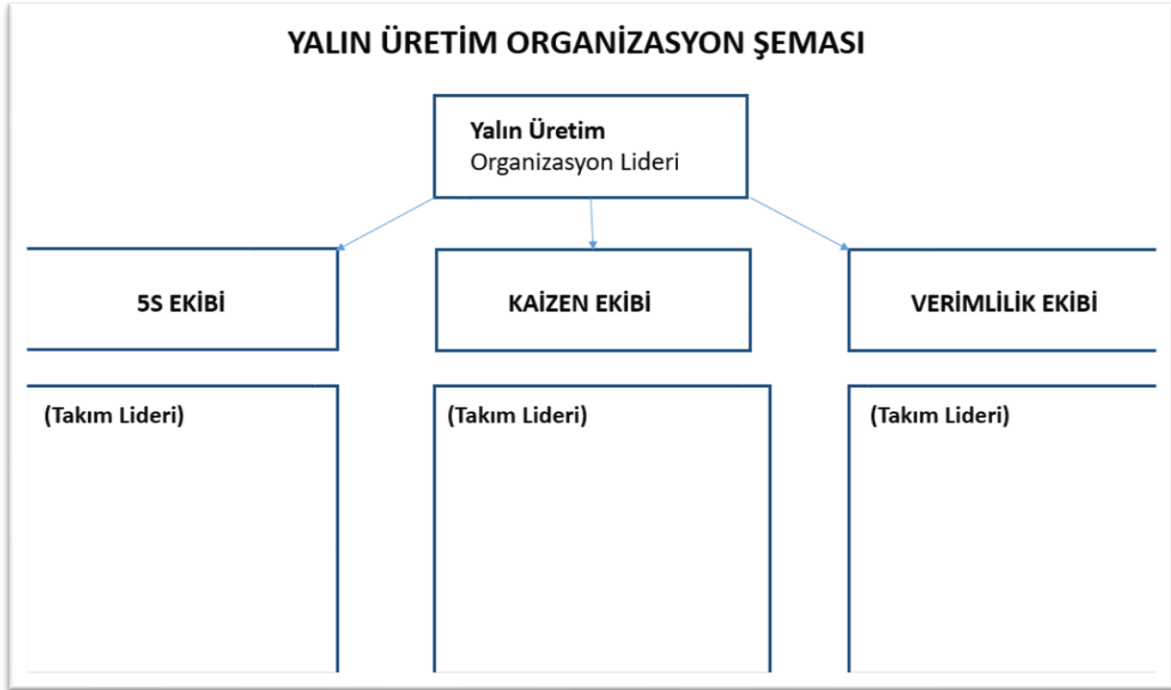 YALIN ÜRETİM ORGANİZASYON ŞEMASI
Yalın Üretim
Organizasyon Lideri
5S EKİBİ
KAİZEN EKİBİ
VERİMLİLİK EKİBİ
(Takım Lideri)
(Takım Lideri)
(Takım Lideri)